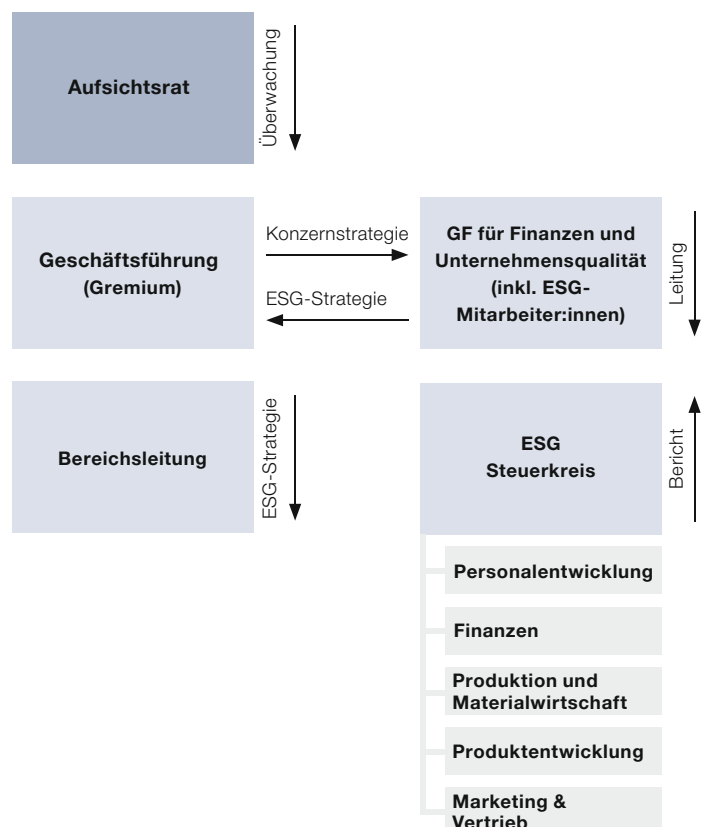 Aufsichtsrat
Überwachung
Geschäftsführung
(Gremium)
Konzernstrategie
ESG-Strategie
GF für Finanzen und
Unternehmensqualität
(inkl. ESG-
Mitarbeiter:innen)
Leitung
Bereichsleitung
ESG-Strategie
ESG
Steuerkreis
Bericht
Personalentwicklung
Finanzen
Produktion und
Materialwirtschaft
Produktentwicklung
Marketing &
Vertrieb